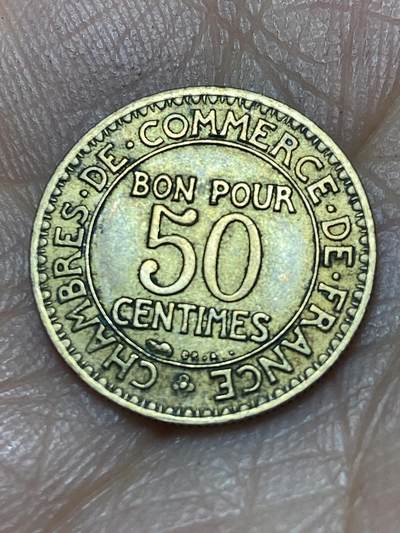 CHAMBRES·DE·COMMERCE·DE·FRANCE
BON POUR
50
CENTIMES